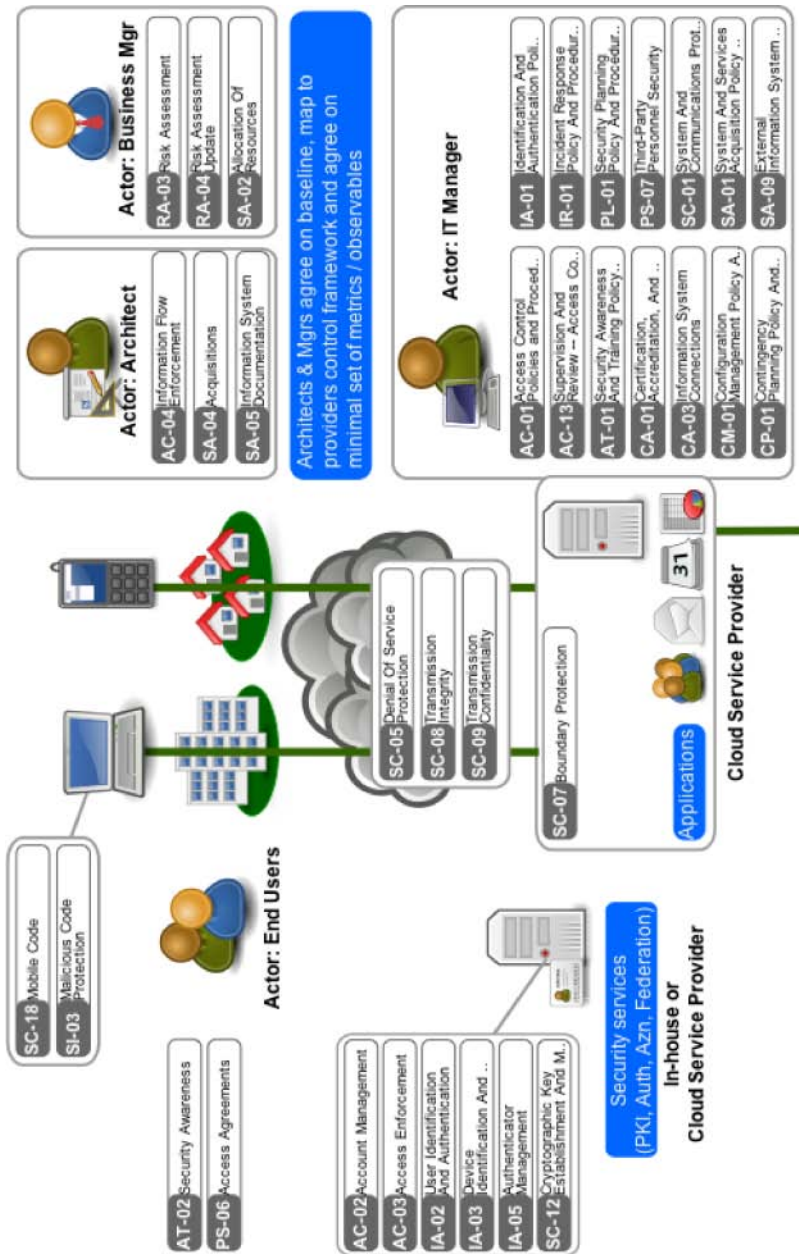 SC-18 Mobile Code
SI-03 Malicious Code
Protection
AT-02 Security Awareness
PS-06 Access Agreements
Actor: End Users
AC-02 Account Management
AC-03 Access Enforcement
IA-02 User Identification
And Authentication
IA-03 Device
Identification And ..
IA-05 Authenticator
Management
SC-12 Cryptographic Key
Establishment And M..
Security services
(PKI, Auth, Azn, Federation)
In-house or
Cloud Service Provider
SC-05 Denial Of Service
Protection
SC-08 Transmission
Integrity
SC-09 Transmission
Confidentiality
SC-07 Boundary Protection
Applications
31
Cloud Service Provider
Actor: Architect
AC-04 Information Flow
Enforcement
SA-04 Acquisitions
SA-05 Information System
Documentation
Actor: Business Mgr
RA-03 Risk Assessment
RA-04 Risk Assessment
Update
SA-02 Allocation Of
Resources
Architects & Mgrs agree on baseline, map to
providers control framework and agree on
minimal set of metrics / observables
Actor: IT Manager
AC-01 Access Control
Policies and Proced..
AC-13 Supervision And
Review -- Access Co..
AT-01 Security Awareness
And Training Policy..
CA-01 Certification,
Accreditation, And ..
CA-03 Information System
Connections
CM-01 Configuration
Management Policy A..
CP-01 Contingency
Planning Policy And..
IA-01 Identification And
Authentication Poli..
IR-01 Incident Response
Policy And Procedur..
PL-01 Security Planning
Policy And Procedur..
PS-07 Third-Party
Personnel Security
SC-01 System And
Communications Prot..
SA-01 System And Services
Acquisition Policy ..
SA-09 External
Information System ..